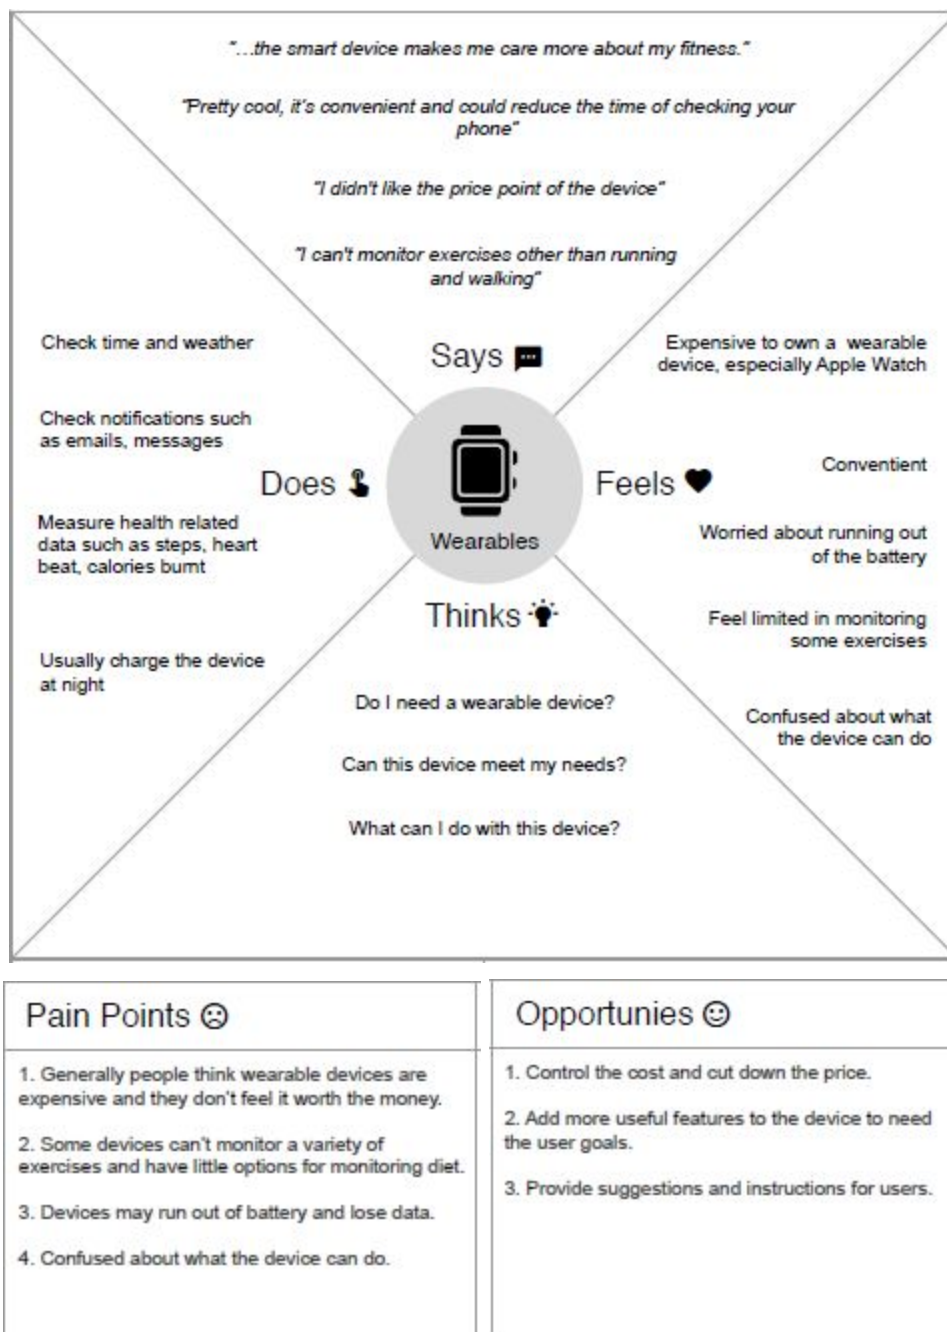 "...the smart device makes me care more about my fitness."
"Pretty cool, it's convenient and could reduce the time of checking your
phone"
"I didn't like the price point of the device"
"I can't monitor exercises other than running
and walking"
Says
Check time and weather
Check notifications such
as emails, messages
Does
Measure health related
data such as steps, heart
beat, calories burnt
Usually charge the device
at night
Wearables
Expensive to own a wearable
device, especially Apple Watch
Feels
Conventient
Worried about running out
of the battery
Feel limited in monitoring
some exercises
Confused about what
the device can do
Thinks
Do I need a wearable device?
Can this device meet my needs?
What can I do with this device?
Pain Points
1. Generally people think wearable devices are
expensive and they don't feel it worth the money.
2. Some devices can't monitor a variety of
exercises and have little options for monitoring diet.
3. Devices may run out of battery and lose data.
4. Confused about what the device can do.
Opportunies
1. Control the cost and cut down the price.
2. Add more useful features to the device to need
the user goals.
3. Provide suggestions and instructions for users.